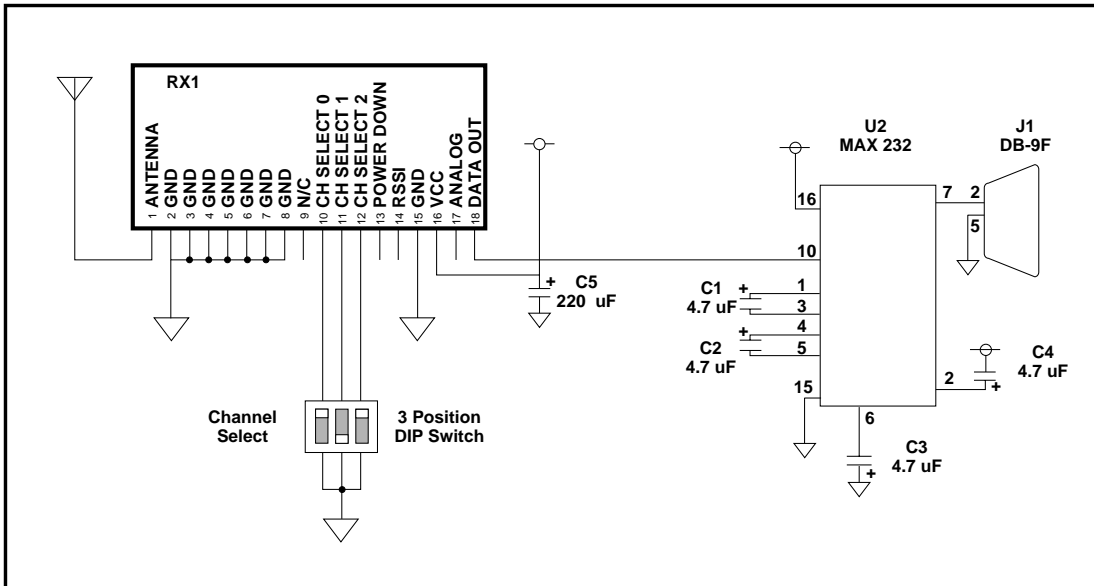 RX1
ANTENNA
GND
GND
GND
GND
GND
GND
GND
N/C
CH SELECT 0
CH SELECT 1
CH SELECT 2
POWER DOWN
RSSI
GND
VCC
ANALOG
DATA OUT
1 2 3 4 5 6 7 8 9 10 11 12 13 14 15 16 17 18
U2
MAX 232
J1
DB-9F
16
7 2
5
10
+
C5
220 uF
C1
4.7 uF
+
1
3
C2
4.7 uF
+
4
5
15
2
C4
4.7 uF
+
6
C3
4.7 uF
+
Channel
Select
3 Position
DIP Switch